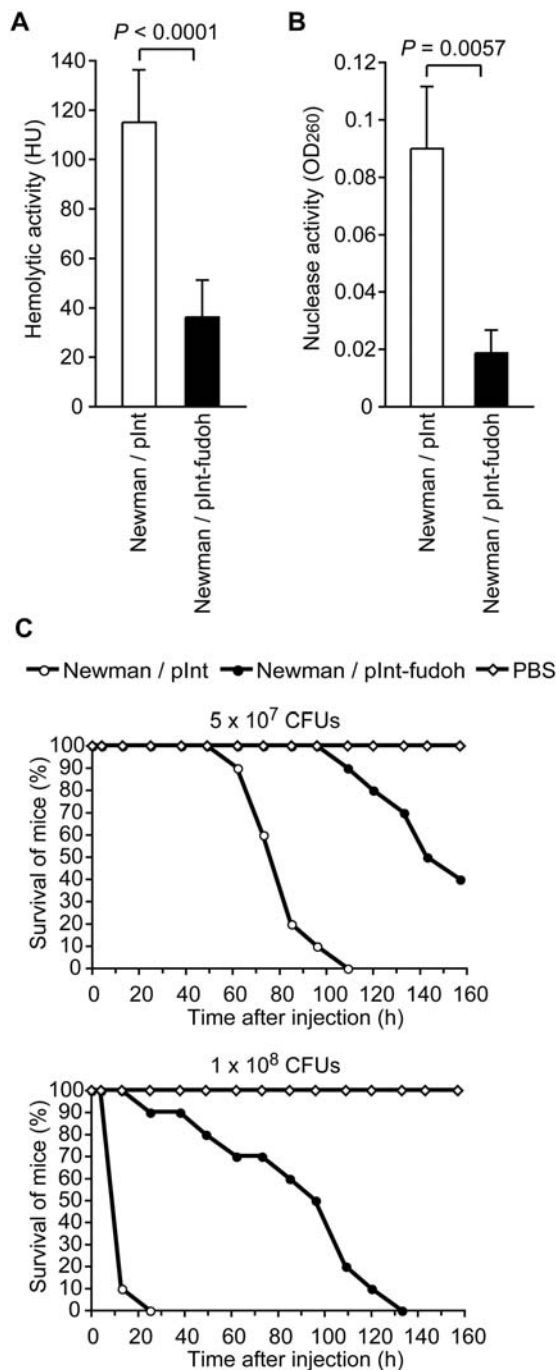 A
P < 0.0001
Hemolytic activity (HU)
140
120
100
80
60
40
20
0
Newman / pInt
Newman / pInt-fudoh
B
P = 0.0057
Nuclease activity (OD260)
0.12
0.1
0.08
0.06
0.04
0.02
0
Newman / pInt
Newman / pInt-fudoh
C
Newman / pInt Newman / pInt-fudoh PBS
5 x 10⁷ CFUs
Survival of mice (%)
100
90
80
70
60
50
40
30
20
10
0
0 20 40 60 80 100 120 140 160
Time after injection (h)
1 x 10⁸ CFUs
Survival of mice (%)
100
90
80
70
60
50
40
30
20
10
0
0 20 40 60 80 100 120 140 160
Time after injection (h)